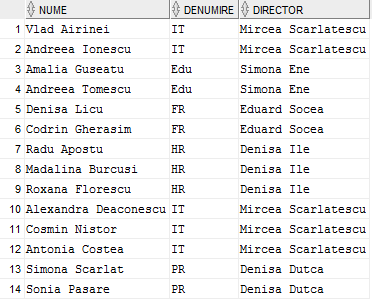 NUME DENUMIRE DIRECTOR
1 Vlad Airinei IT Mircea Scarlatescu
2 Andreea Ionescu IT Mircea Scarlatescu
3 Amalia Guseatu Edu Simona Ene
4 Andreea Tomescu Edu Simona Ene
5 Denisa Licu FR Eduard Socea
6 Codrin Gherasim FR Eduard Socea
7 Radu Apostu HR Denisa Ile
8 Madalina Burcusi HR Denisa Ile
9 Roxana Florescu HR Denisa Ile
10 Alexandra Deaconescu IT Mircea Scarlatescu
11 Cosmin Nistor IT Mircea Scarlatescu
12 Antonia Costea IT Mircea Scarlatescu
13 Simona Scarlat PR Denisa Dutca
14 Sonia Pasare PR Denisa Dutca